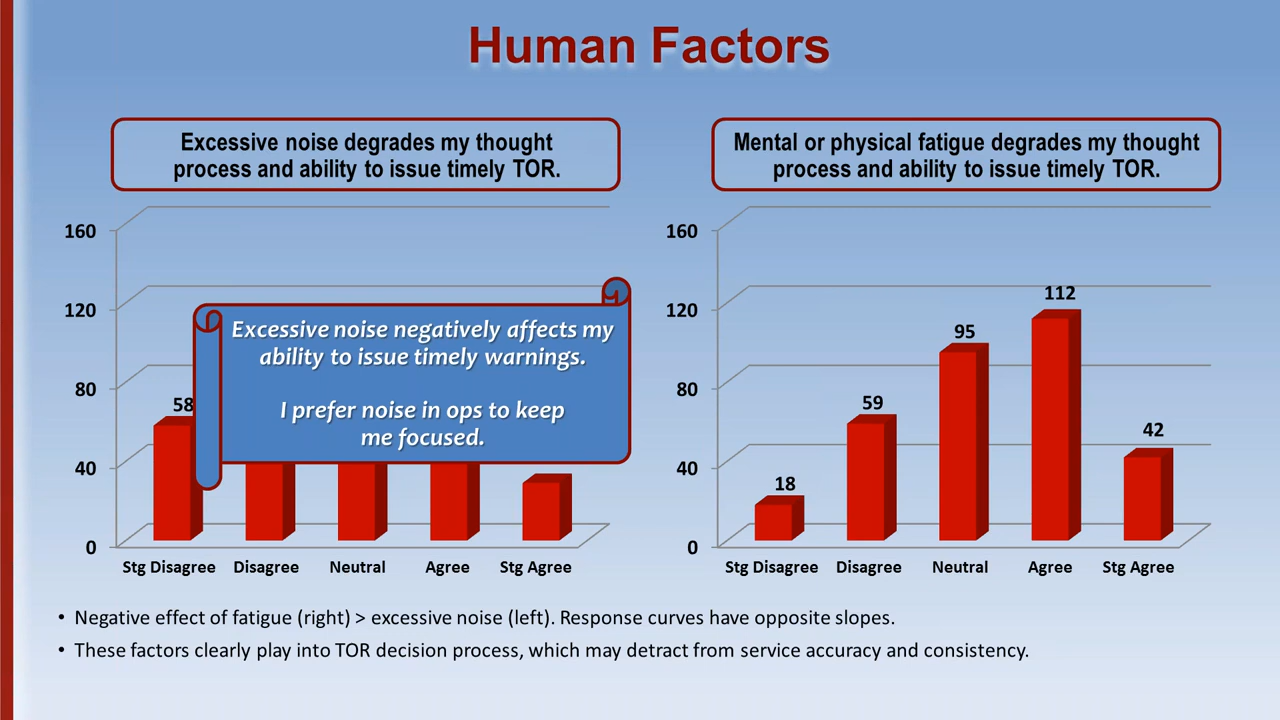 Human Factors
Excessive noise degrades my thought
process and ability to issue timely TOR.
160
120
80
40
0
58
Excessive noise negatively affects my
ability to issue timely warnings.
I prefer noise in ops to keep
me focused.
Stg Disagree Disagree Neutral Agree Stg Agree
Mental or physical fatigue degrades my thought
process and ability to issue timely TOR.
160
120
80
40
0
18
59
95
112
42
Stg Disagree Disagree Neutral Agree Stg Agree
• Negative effect of fatigue (right) > excessive noise (left). Response curves have opposite slopes.
• These factors clearly play into TOR decision process, which may detract from service accuracy and consistency.